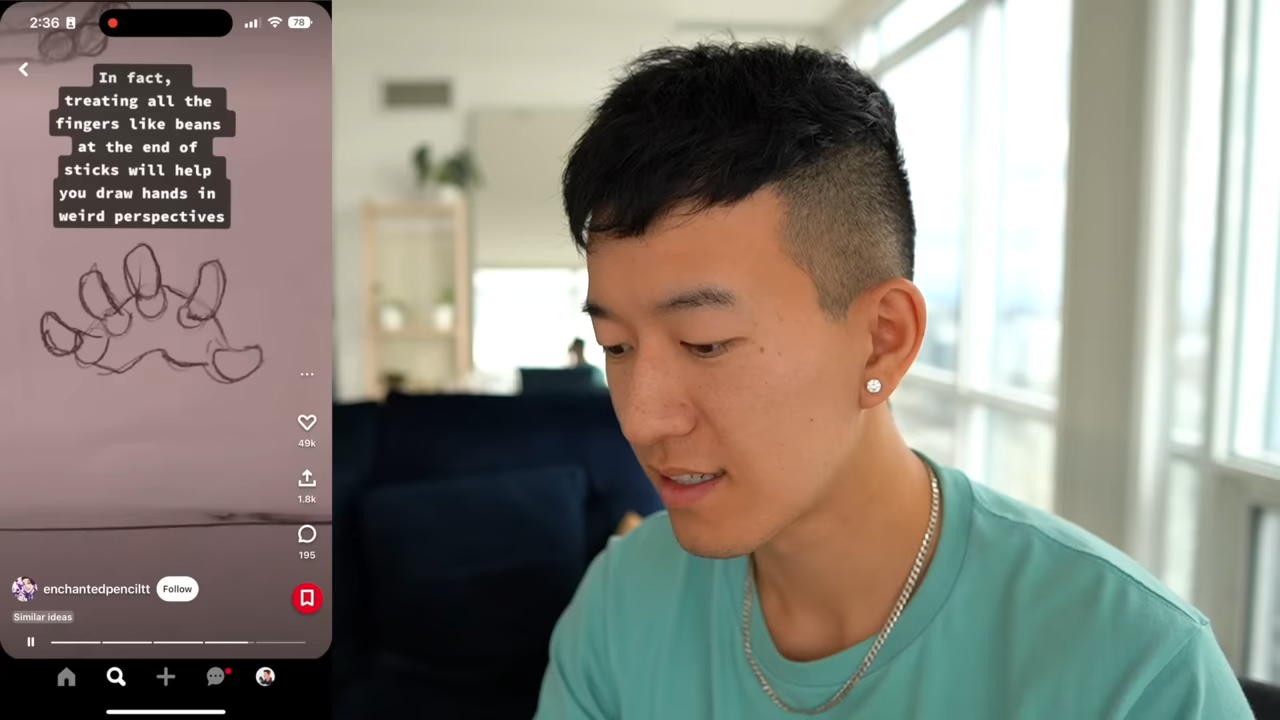 2:36
78
In fact,
treating all the
fingers like beans
at the end of
sticks will help
you draw hands in
weird perspectives
49k
1.8k
195
enchantedpenciltt
Follow
Similar ideas